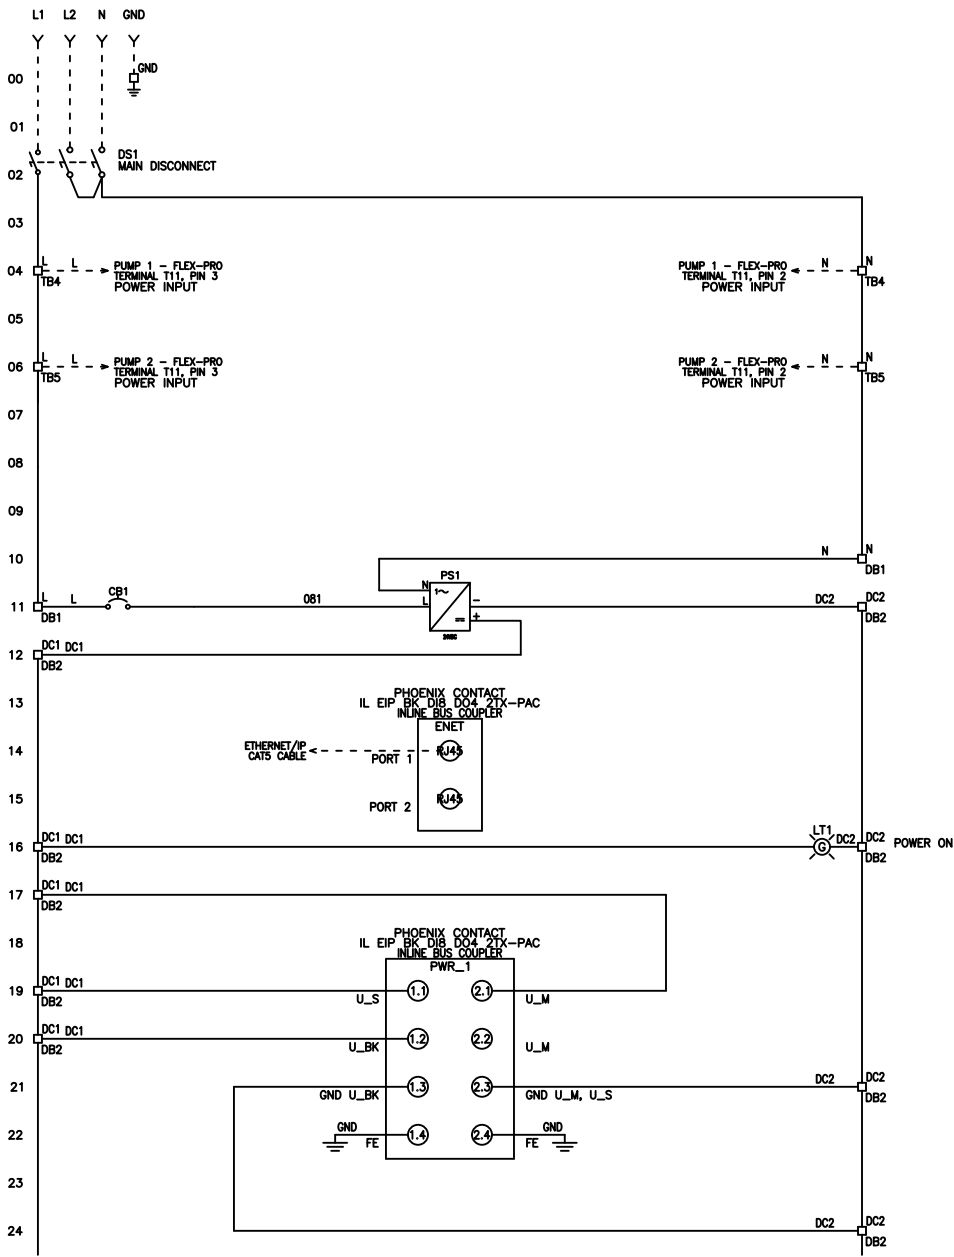 L1 L2 N GND
00 GND
01
DS1
MAIN DISCONNECT
02
03
L L PUMP 1 - FLEX-PRO
TERMINAL T11, PIN 3
POWER INPUT
04 TB4
PUMP 1 - FLEX-PRO N N
TERMINAL T11, PIN 2
POWER INPUT
TB4
05
L L PUMP 2 - FLEX-PRO
TERMINAL T11, PIN 3
POWER INPUT
06 TB5
PUMP 2 - FLEX-PRO N N
TERMINAL T11, PIN 2
POWER INPUT
TB5
07
08
09
10 N N
DB1
PS1
N 1~
L L CB1 081 L - DC2 DC2
11 DB1 + DB2
DC1 DC1
12 DB2
13 PHOENIX CONTACT
IL EIP BK DI8 DO4 2TX-PAC
INLINE BUS COUPLER
ENET
14 ETHERNET/IP
CAT5 CABLE
PORT 1 RJ45
15 PORT 2 RJ45
DC1 DC1 LT1 DC2 DC2
16 DB2 G DB2 POWER ON
DC1 DC1
17 DB2
18 PHOENIX CONTACT
IL EIP BK DI8 DO4 2TX-PAC
INLINE BUS COUPLER
PWR_1
DC1 DC1
19 DB2 U_S 1.1 2.1 U_M
DC1 DC1
20 DB2 U_BK 1.2 2.2 U_M
21 GND U_BK 1.3 2.3 GND U_M, U_S DC2 DC2
DB2
22 GND FE 1.4 2.4 GND FE
23
24 DC2 DC2
DB2